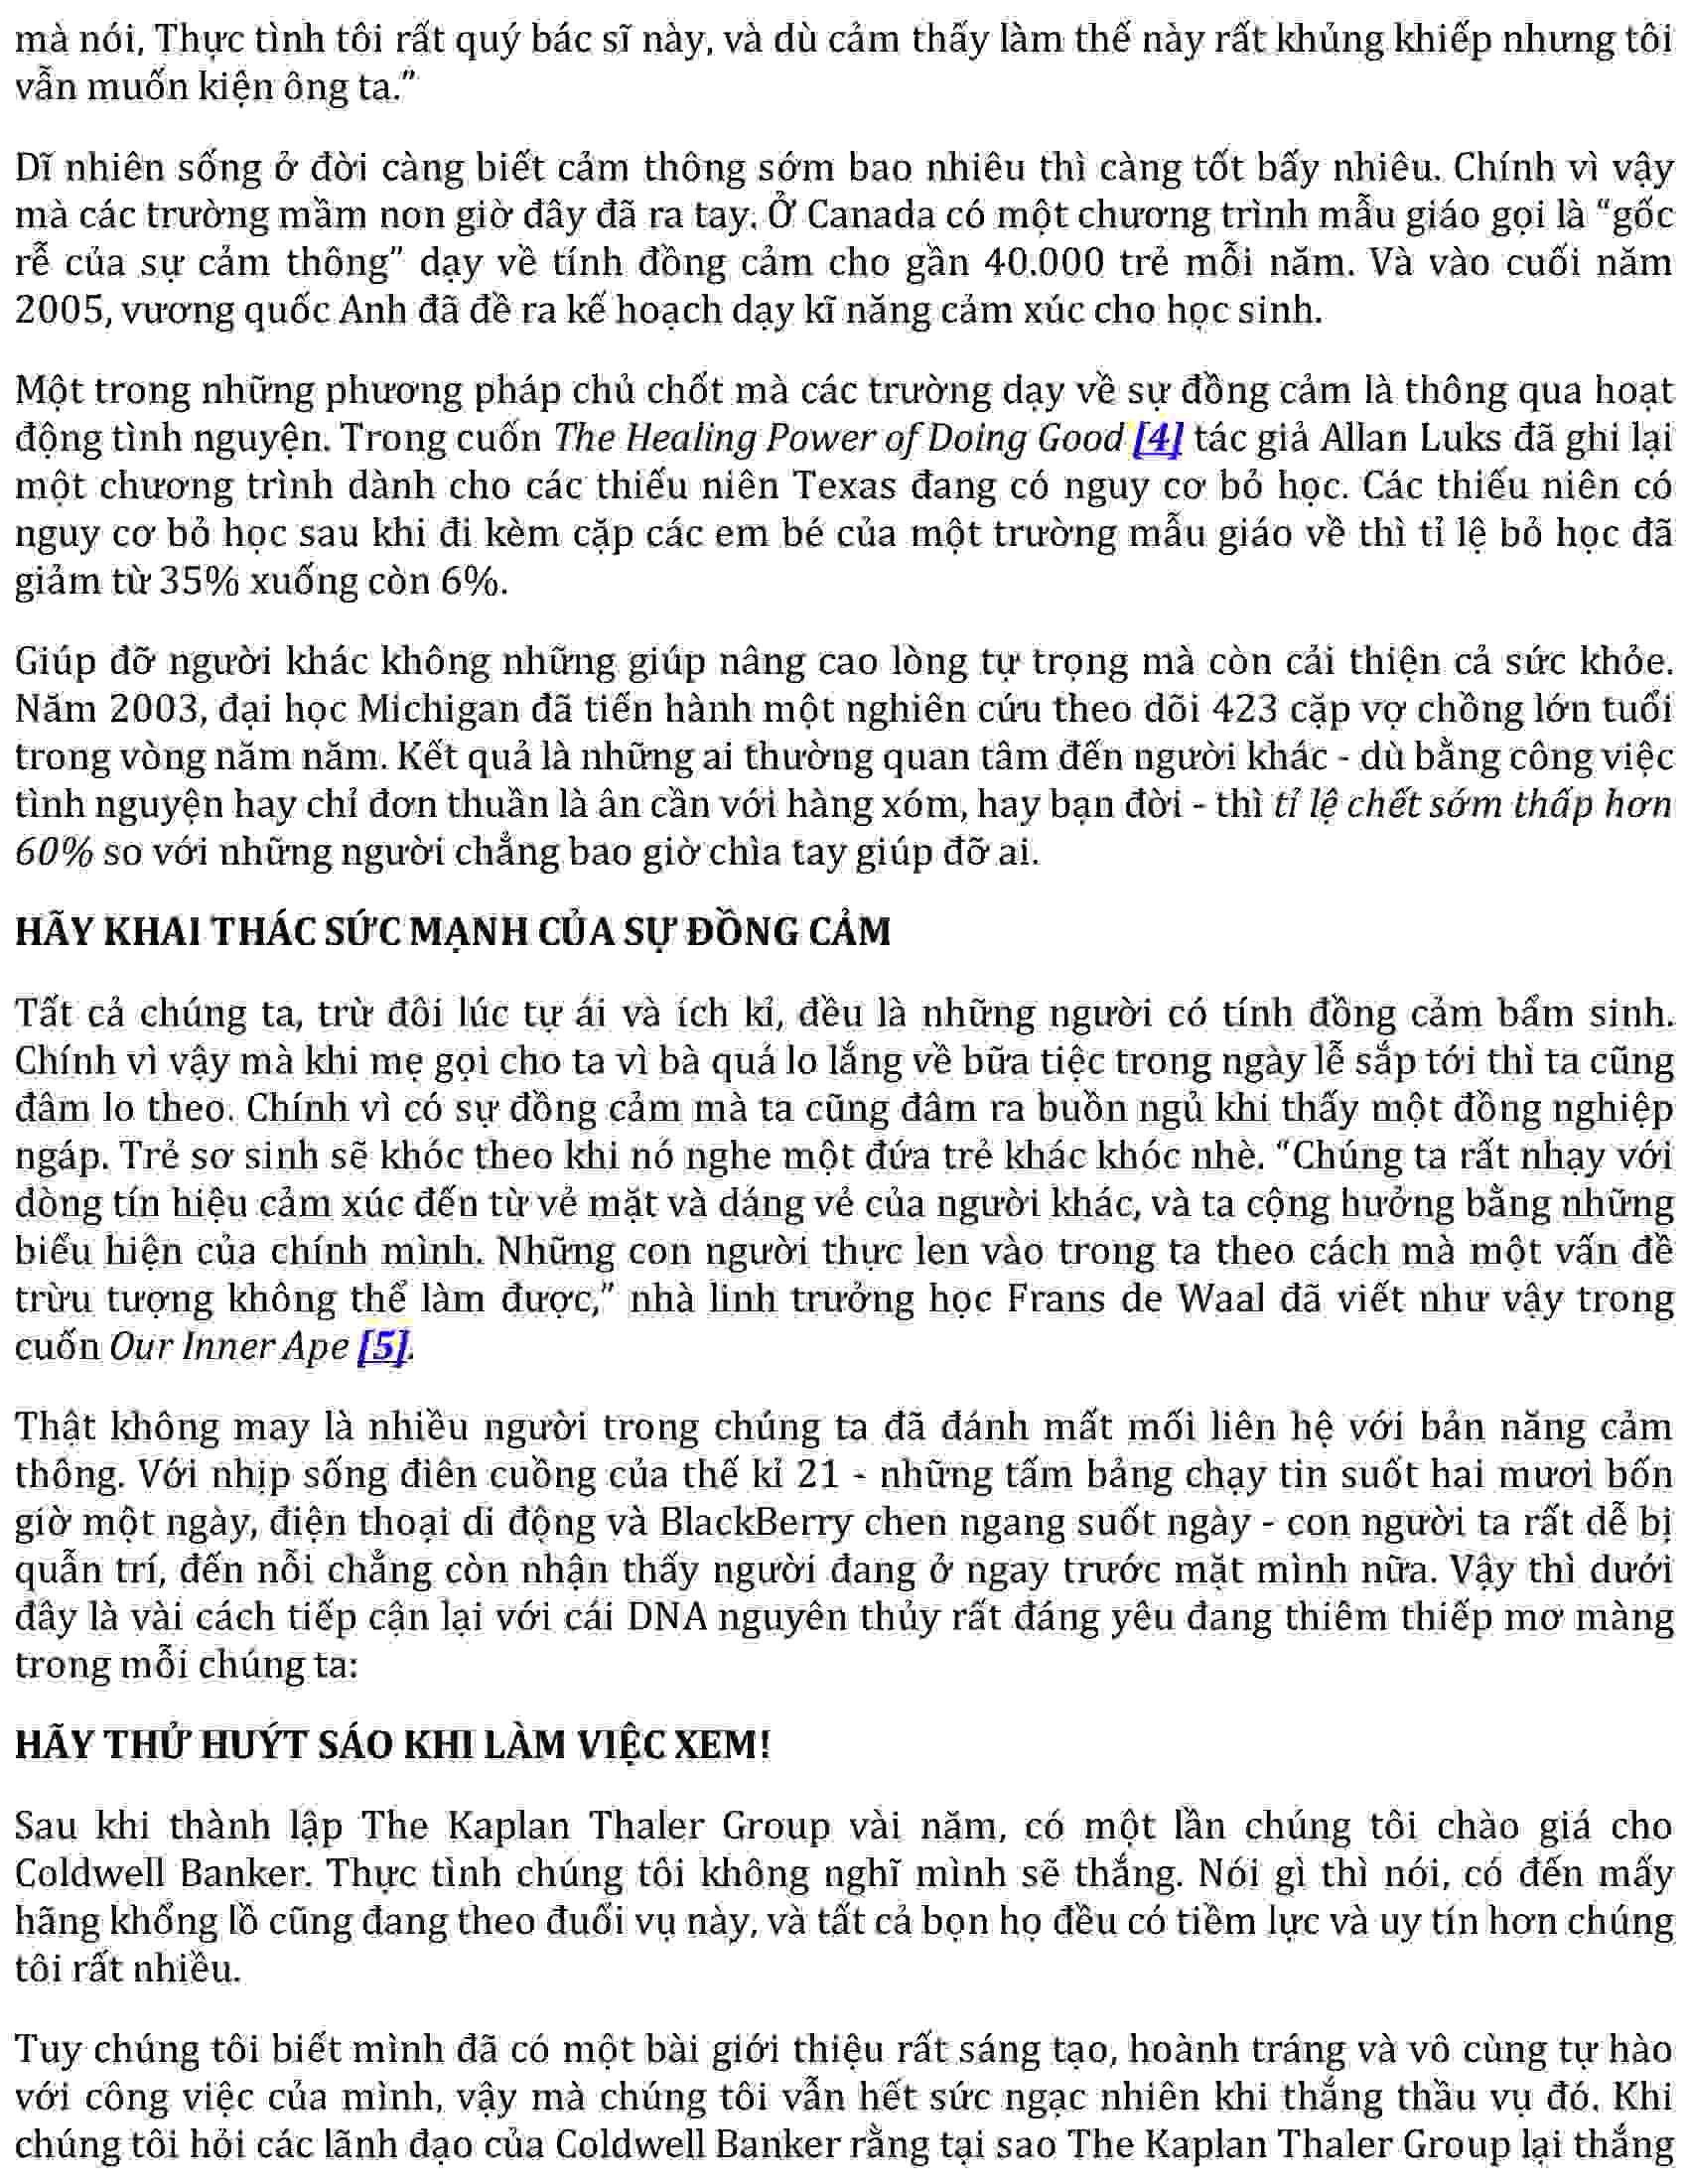 mà nói, Thực tình tôi rất quý bác sĩ này, và dù cảm thấy làm thế này rất khủng khiếp nhưng tôi
vẫn muốn kiện ông ta.”
Dĩ nhiên sống ở đời càng biết cảm thông sớm bao nhiêu thì càng tốt bấy nhiêu. Chính vì vậy
mà các trường mầm non giờ đây đã ra tay. Ở Canada có một chương trình mẫu giáo gọi là “gốc
rễ của sự cảm thông” dạy về tính đồng cảm cho gần 40.000 trẻ mỗi năm. Và vào cuối năm
2005, vương quốc Anh đã đề ra kế hoạch dạy kĩ năng cảm xúc cho học sinh.
Một trong những phương pháp chủ chốt mà các trường dạy về sự đồng cảm là thông qua hoạt
động tình nguyện. Trong cuốn The Healing Power of Doing Good [4] tác giả Allan Luks đã ghi lại
một chương trình dành cho các thiếu niên Texas đang có nguy cơ bỏ học. Các thiếu niên có
nguy cơ bỏ học sau khi đi kèm cặp các em bé của một trường mẫu giáo về thì tỉ lệ bỏ học đã
giảm từ 35% xuống còn 6%.
Giúp đỡ người khác không những giúp nâng cao lòng tự trọng mà còn cải thiện cả sức khỏe.
Năm 2003, đại học Michigan đã tiến hành một nghiên cứu theo dõi 423 cặp vợ chồng lớn tuổi
trong vòng năm năm. Kết quả là những ai thường quan tâm đến người khác - dù bằng công việc
tình nguyện hay chỉ đơn thuần là ân cần với hàng xóm, hay bạn đời - thì tỉ lệ chết sớm thấp hơn
60% so với những người chẳng bao giờ chìa tay giúp đỡ ai.
HÃY KHAI THÁC SỨC MẠNH CỦA SỰ ĐỒNG CẢM
Tất cả chúng ta, trừ đôi lúc tự ái và ích kỉ, đều là những người có tính đồng cảm bẩm sinh.
Chính vì vậy mà khi mẹ gọi cho ta vì bà quá lo lắng về bữa tiệc trong ngày lễ sắp tới thì ta cũng
đâm lo theo. Chính vì có sự đồng cảm mà ta cũng đâm ra buồn ngủ khi thấy một đồng nghiệp
ngáp. Trẻ sơ sinh sẽ khóc theo khi nó nghe một đứa trẻ khác khóc nhè. “Chúng ta rất nhạy với
dòng tín hiệu cảm xúc đến từ vẻ mặt và dáng vẻ của người khác, và ta cộng hưởng bằng những
biểu hiện của chính mình. Những con người thực len vào trong ta theo cách mà một vấn đề
trừu tượng không thể làm được,” nhà linh trưởng học Frans de Waal đã viết như vậy trong
cuốn Our Inner Ape [5].
Thật không may là nhiều người trong chúng ta đã đánh mất mối liên hệ với bản năng cảm
thông. Với nhịp sống điên cuồng của thế kỉ 21 - những tấm bảng chạy tin suốt hai mươi bốn
giờ một ngày, điện thoại di động và BlackBerry chen ngang suốt ngày - con người ta rất dễ bị
quẫn trí, đến nỗi chẳng còn nhận thấy người đang ở ngay trước mặt mình nữa. Vậy thì dưới
đây là vài cách tiếp cận lại với cái DNA nguyên thủy rất đáng yêu đang thiêm thiếp mơ màng
trong mỗi chúng ta:
HÃY THỬ HUÝT SÁO KHI LÀM VIỆC XEM!
Sau khi thành lập The Kaplan Thaler Group vài năm, có một lần chúng tôi chào giá cho
Coldwell Banker. Thực tình chúng tôi không nghĩ mình sẽ thắng. Nói gì thì nói, có đến mấy
hãng khổng lồ cũng đang theo đuổi vụ này, và tất cả bọn họ đều có tiềm lực và uy tín hơn chúng
tôi rất nhiều.
Tuy chúng tôi biết mình đã có một bài giới thiệu rất sáng tạo, hoành tráng và vô cùng tự hào
với công việc của mình, vậy mà chúng tôi vẫn hết sức ngạc nhiên khi thắng thầu vụ đó. Khi
chúng tôi hỏi các lãnh đạo của Coldwell Banker rằng tại sao The Kaplan Thaler Group lại thắng